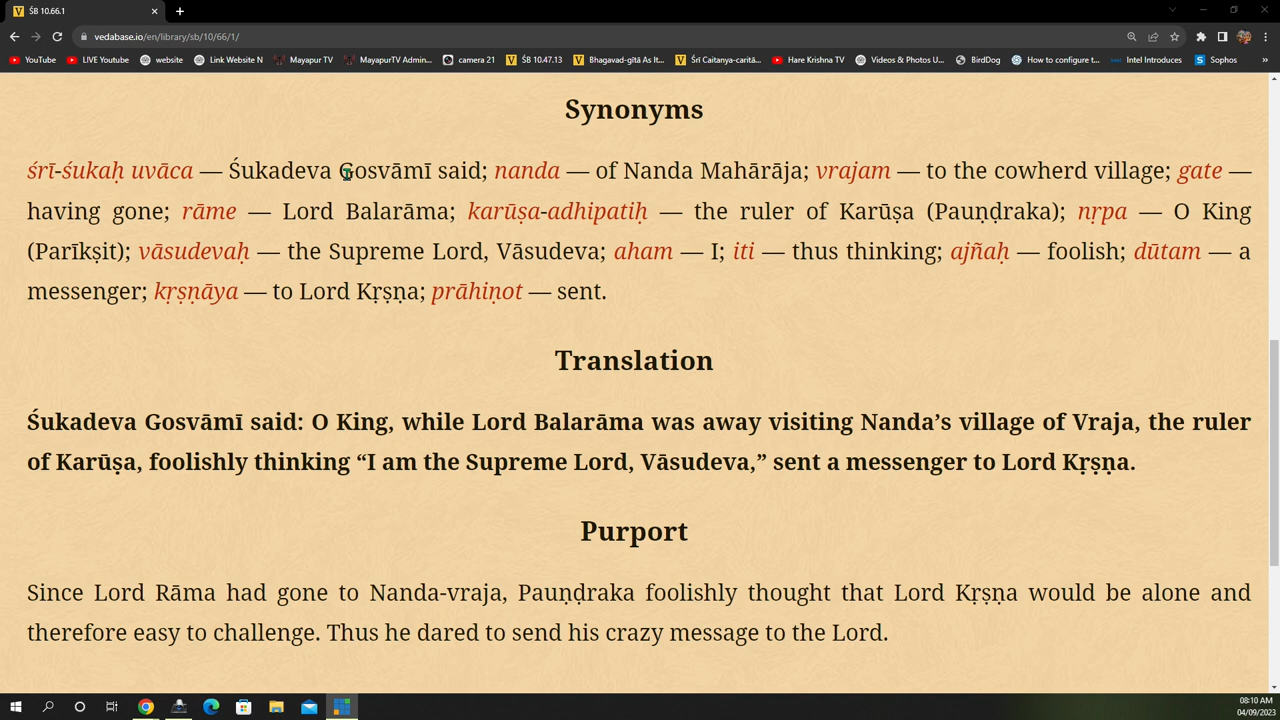 ŚB 10.66.1
vedabase.io/en/library/sb/10/66/1/
YouTube LIVE Youtube website Link Website N Mayapur TV MayapurTV Admin... camera 21 ŚB 10.47.13 Bhagavad-gītā As It... Śrī Caitanya-caritā... Hare Krishna TV Videos & Photos U... BirdDog How to configure t... Intel Introduces Sophos »
Synonyms
śrī-śukaḥ uvāca — Śukadeva Gosvāmī said; nanda — of Nanda Mahārāja; vrajam — to the cowherd village; gate —
having gone; rāme — Lord Balarāma; karūṣa-adhipatiḥ — the ruler of Karūṣa (Pauṇḍraka); nṛpa — O King
(Parīkṣit); vāsudevaḥ — the Supreme Lord, Vāsudeva; aham — I; iti — thus thinking; ajñaḥ — foolish; dūtam — a
messenger; kṛṣṇāya — to Lord Kṛṣṇa; prāhiṇot — sent.
Translation
Śukadeva Gosvāmī said: O King, while Lord Balarāma was away visiting Nanda’s village of Vraja, the ruler
of Karūṣa, foolishly thinking “I am the Supreme Lord, Vāsudeva,” sent a messenger to Lord Kṛṣṇa.
Purport
Since Lord Rāma had gone to Nanda-vraja, Pauṇḍraka foolishly thought that Lord Kṛṣṇa would be alone and
therefore easy to challenge. Thus he dared to send his crazy message to the Lord.
08:10 AM
04/09/2023